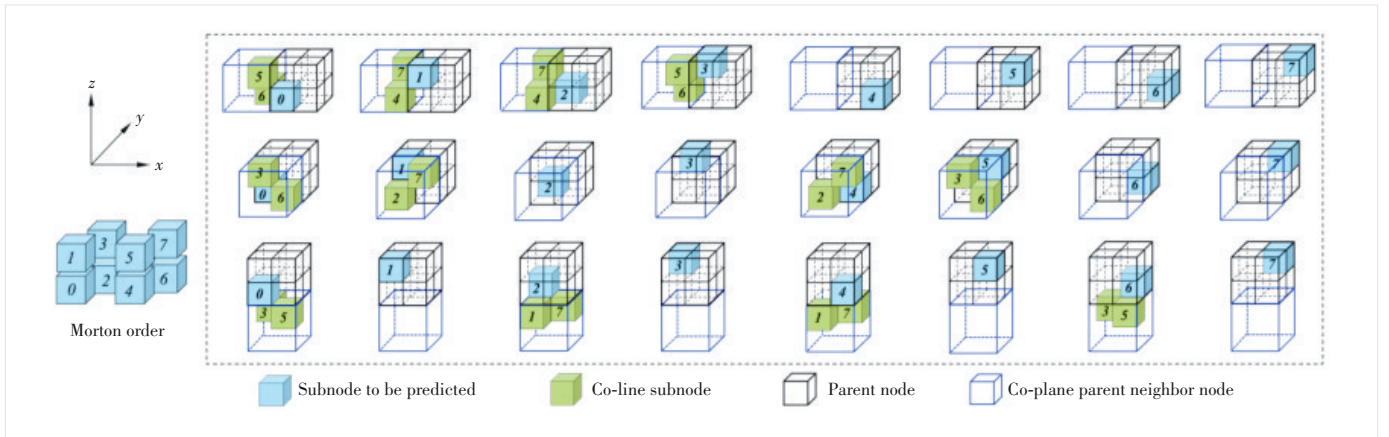 z
y
x
3 7
1 5
2 6
0 4
Morton order
5 6 0
7 4 1
7 4 2
5 6 3
4
5
6
7
3 0 6
1 7 2
2
3
7 2 4
5 3 6
6
7
0 3 5
1
2 1 7
3
4 1 7
5
6 3 5
7
Subnode to be predicted
Co-line subnode
Parent node
Co-plane parent neighbor node